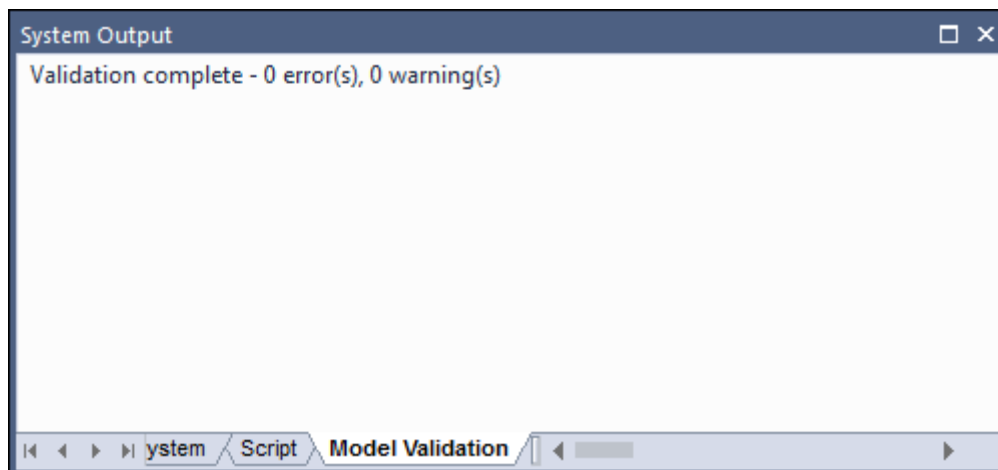 System Output
Validation complete - 0 error(s), 0 warning(s)
ystem Script Model Validation